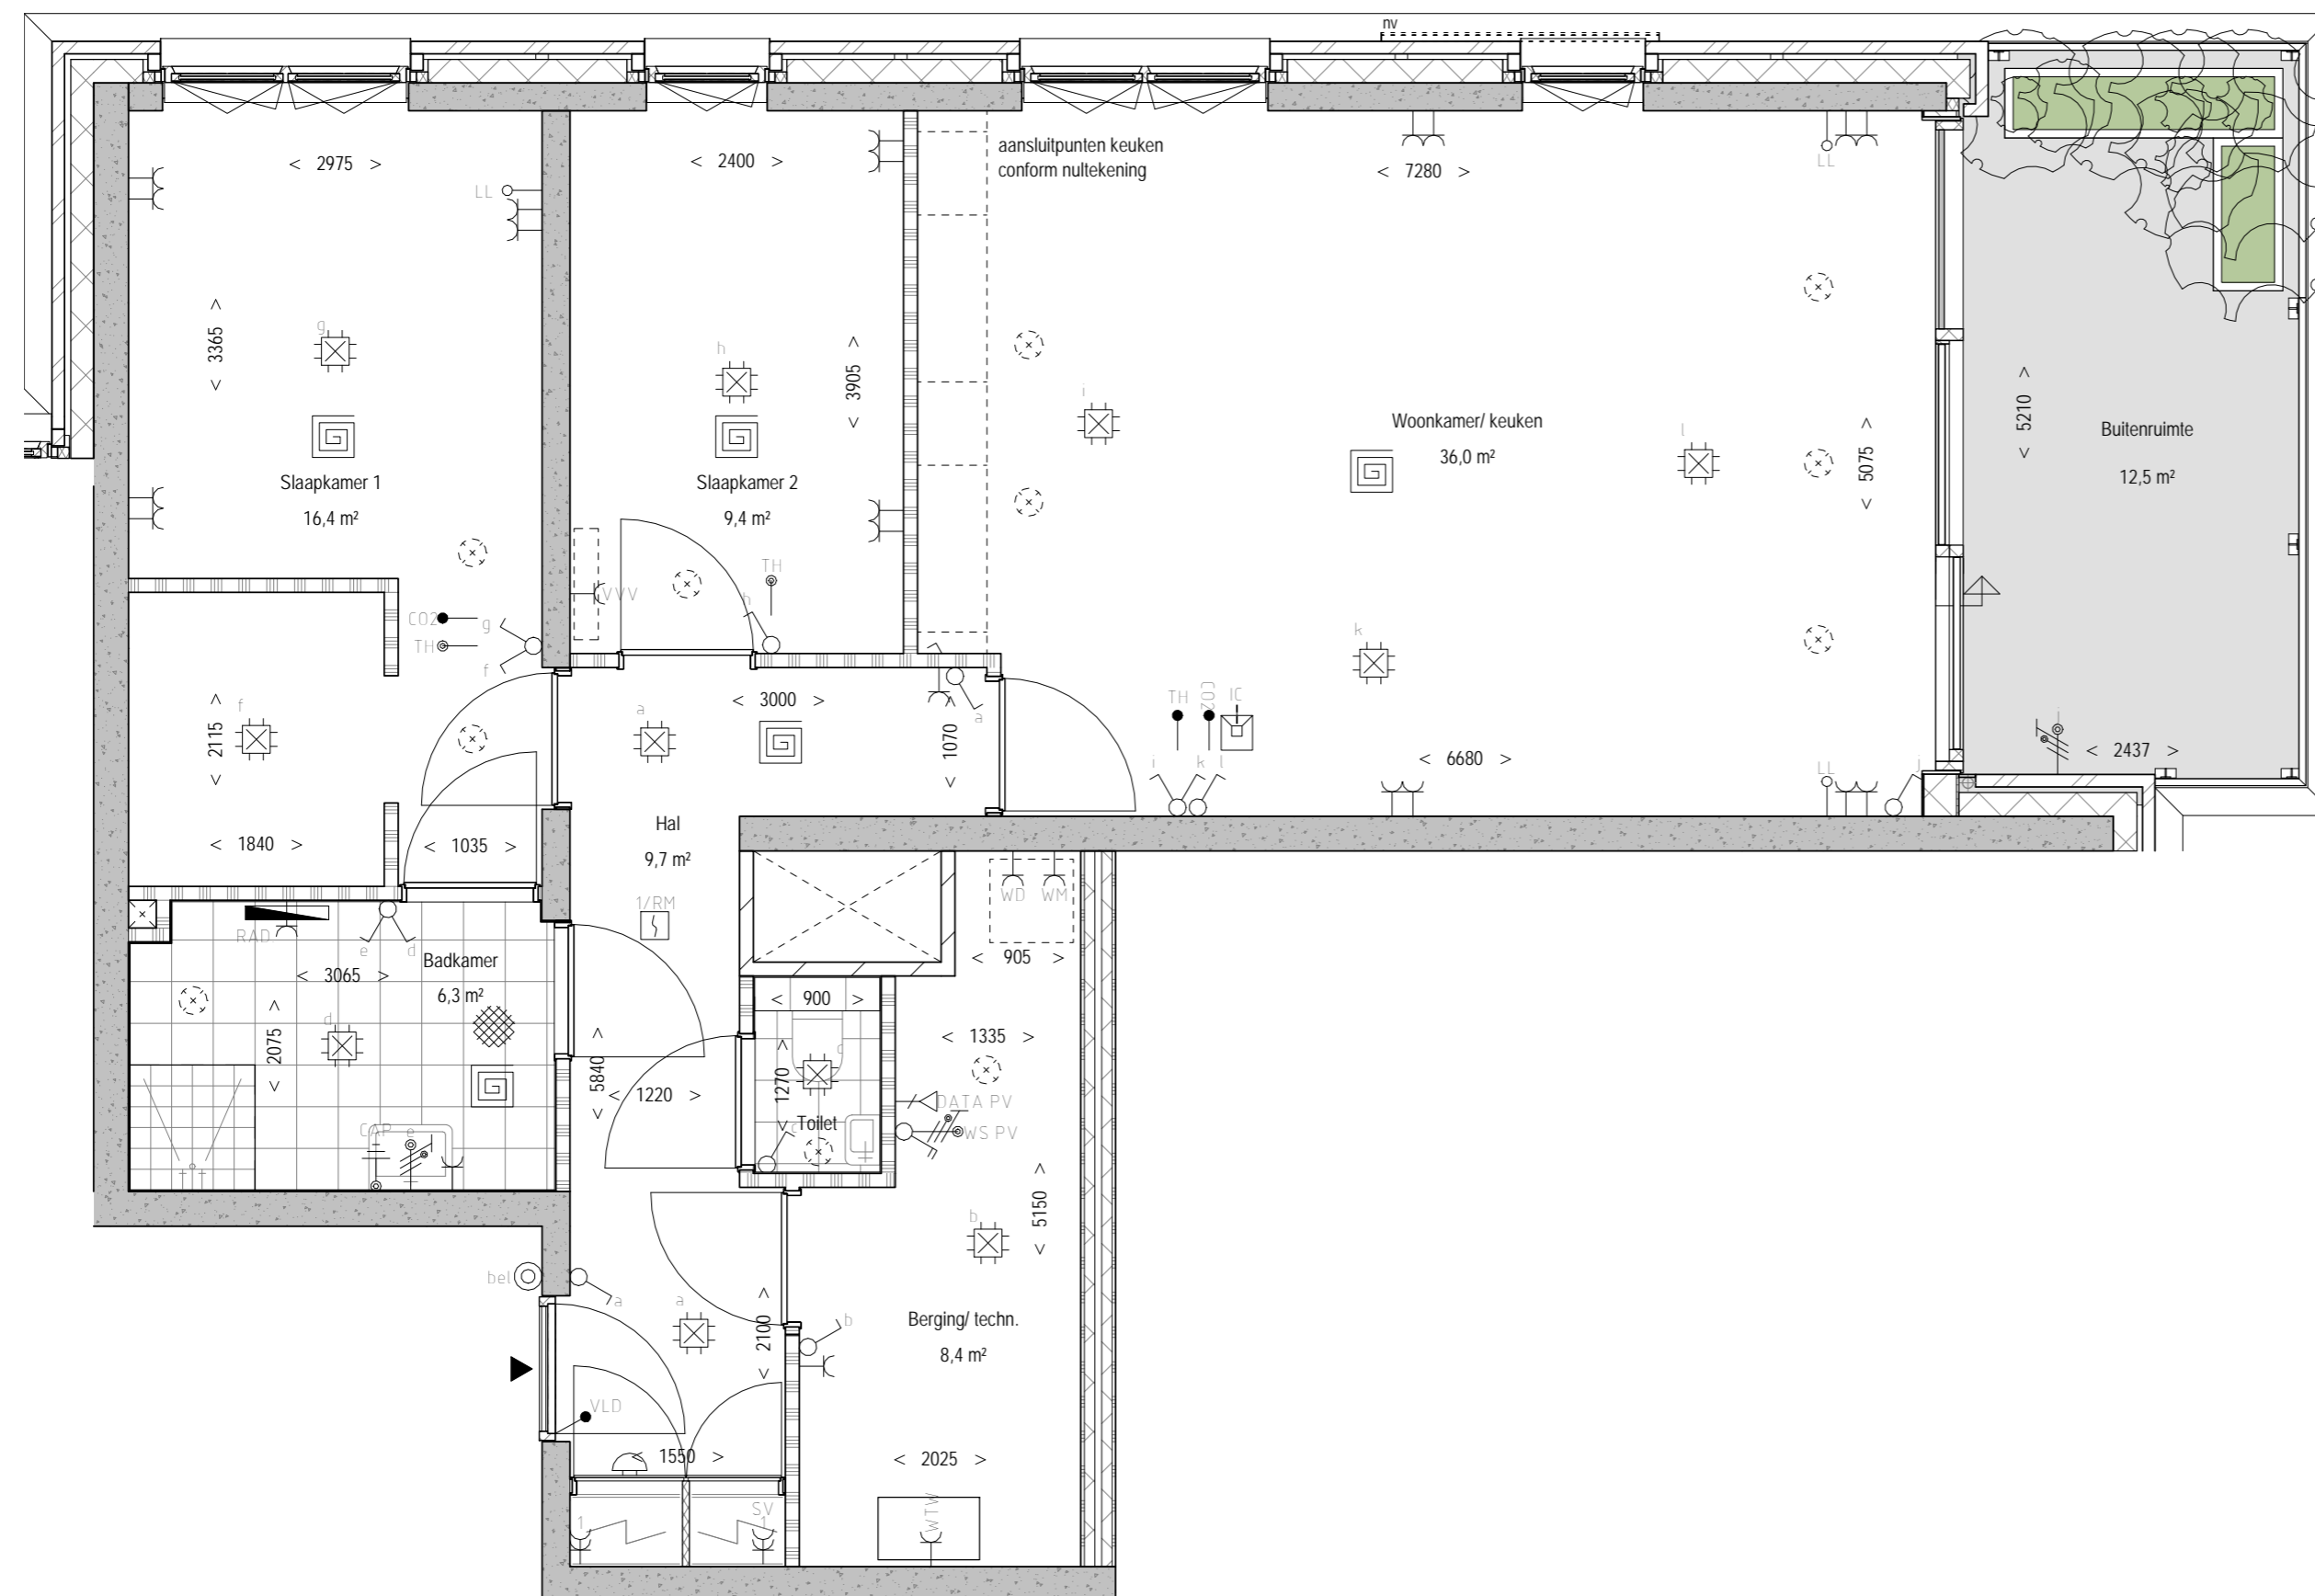 nv
aansluitpunten keuken
conform nultekening
< 2975 >
< 2400 >
< 7280 >
LL
LL
g
< 3365 >
h
< 3905 >
i
Woonkamer/ keuken
36,0 m²
l
< 5075 >
< 5210 >
Buitenruimte
12,5 m²
Slaapkamer 1
16,4 m²
Slaapkamer 2
9,4 m²
TH
VVV
h
CO2
g
TH
f
k
< 3000 >
a
a
f
< 2115 >
< 1070 >
TH
CO2
IC
i
k
l
< 6680 >
LL
j
j
< 2437 >
< 1840 >
< 1035 >
Hal
9,7 m²
1/RM
WD
WM
RAD
e
d
Badkamer
6,3 m²
< 3065 >
< 905 >
< 900 >
d
< 2075 >
< 5840 >
< 1220 >
< 1270 >
c
Toilet
c
< 1335 >
DATA PV
WS PV
CAP
e
< 5150 >
b
bel
a
a
< 2100 >
b
Berging/ techn.
8,4 m²
VLD
< 1550 >
< 2025 >
1
SV
1
WTW